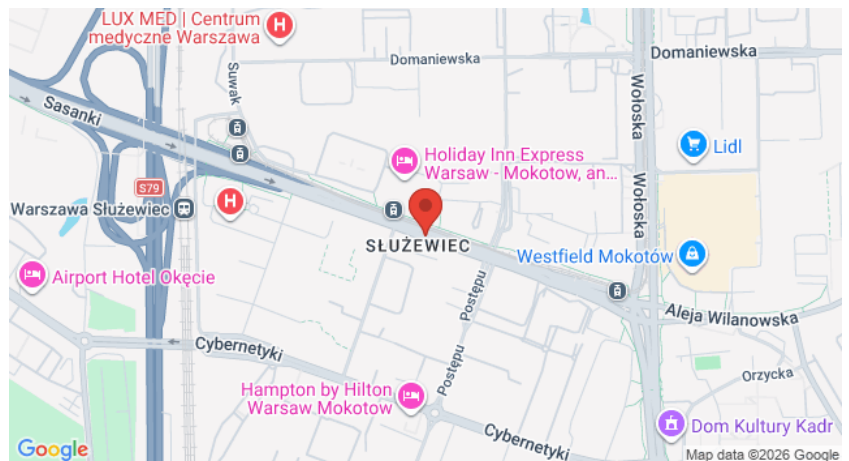 LUX MED | Centrum
medyczne Warszawa
H
Suwak
Domaniewska
Domaniewska
Wołoska
Sasanki
Holiday Inn Express
Warsaw - Mokotow, an...
Lidl
S79
Warszawa Służewiec
H
Wołoska
SŁUŻEWIEC
Westfield Mokotów
Airport Hotel Okęcie
Postępu
Aleja Wilanowska
Cybernetyki
Postępu
Orzycka
Hampton by Hilton
Warsaw Mokotow
Cybernetyki
Dom Kultury Kadr
Google
Map data ©2026 Google